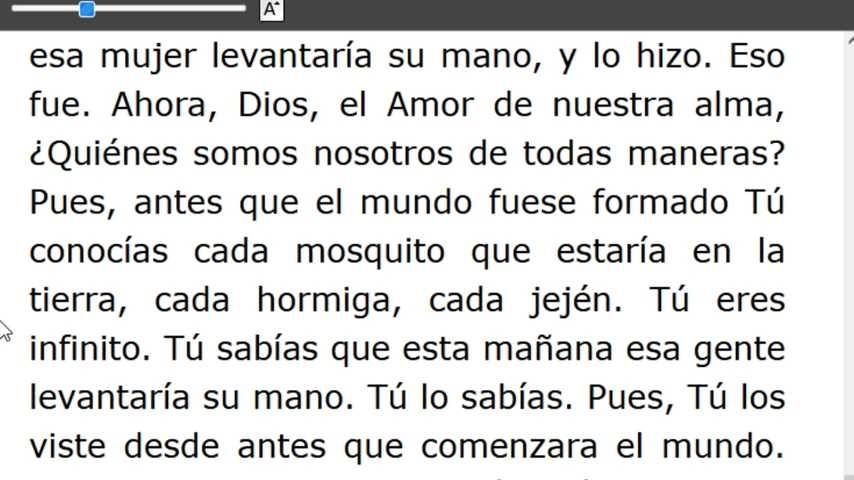 A
esa mujer levantaría su mano, y lo hizo. Eso
fue. Ahora, Dios, el Amor de nuestra alma,
¿Quiénes somos nosotros de todas maneras?
Pues, antes que el mundo fuese formado Tú
conocías cada mosquito que estaría en la
tierra, cada hormiga, cada jején. Tú eres
infinito. Tú sabías que esta mañana esa gente
levantaría su mano. Tú lo sabías. Pues, Tú los
viste desde antes que comenzara el mundo.